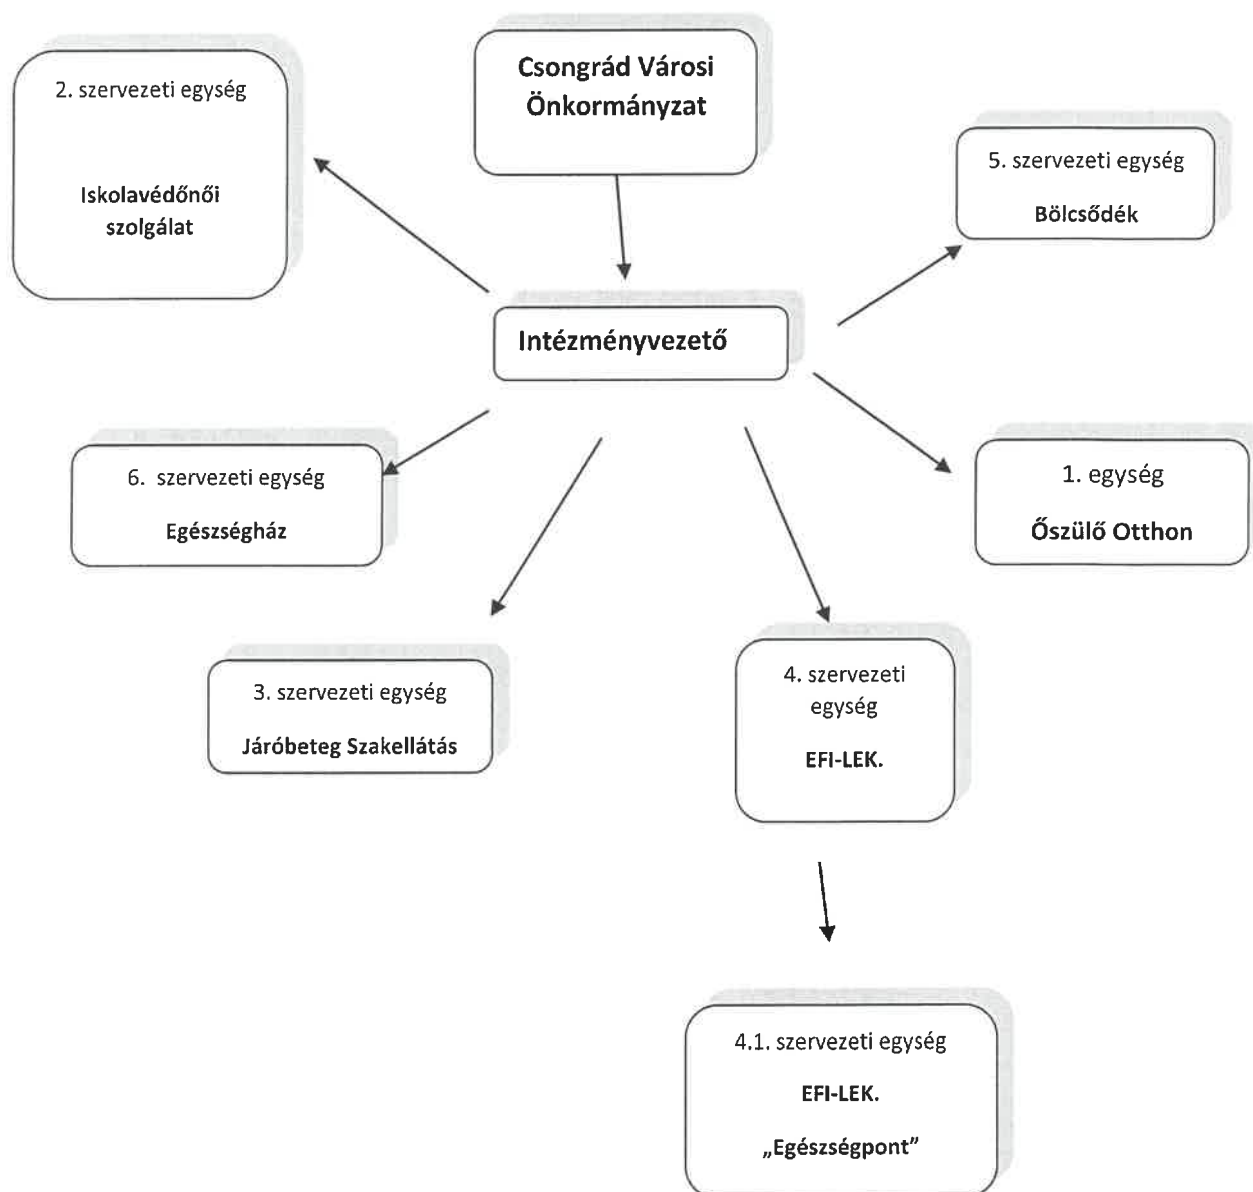 Csongrád Városi
Önkormányzat
2. szervezeti egység
Iskolavédőnői
szolgálat
5. szervezeti egység
Bölcsődék
Intézményvezető
6. szervezeti egység
Egészségház
1. egység
Őszülő Otthon
3. szervezeti egység
Járóbeteg Szakellátás
4. szervezeti
egység
EFI-LEK.
4.1. szervezeti egység
EFI-LEK.
„Egészségpont”